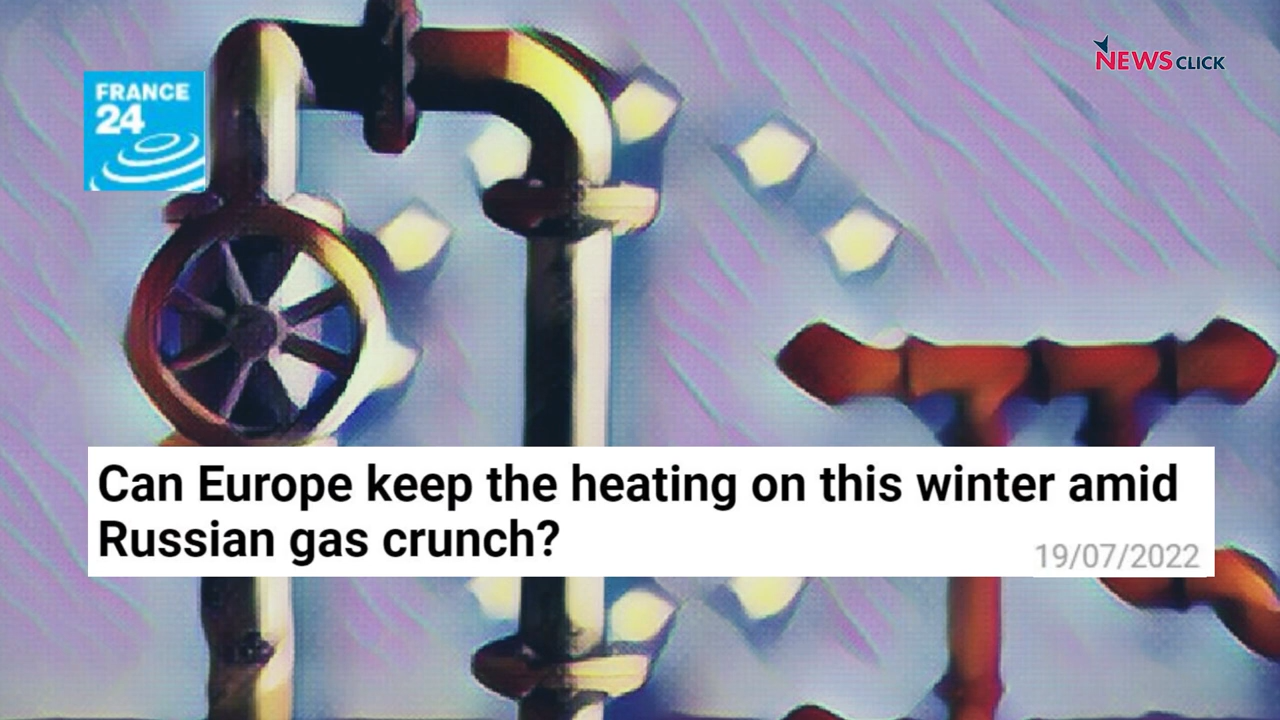 FRANCE
24
NEWSCLICK
Can Europe keep the heating on this winter amid
Russian gas crunch?
19/07/2022